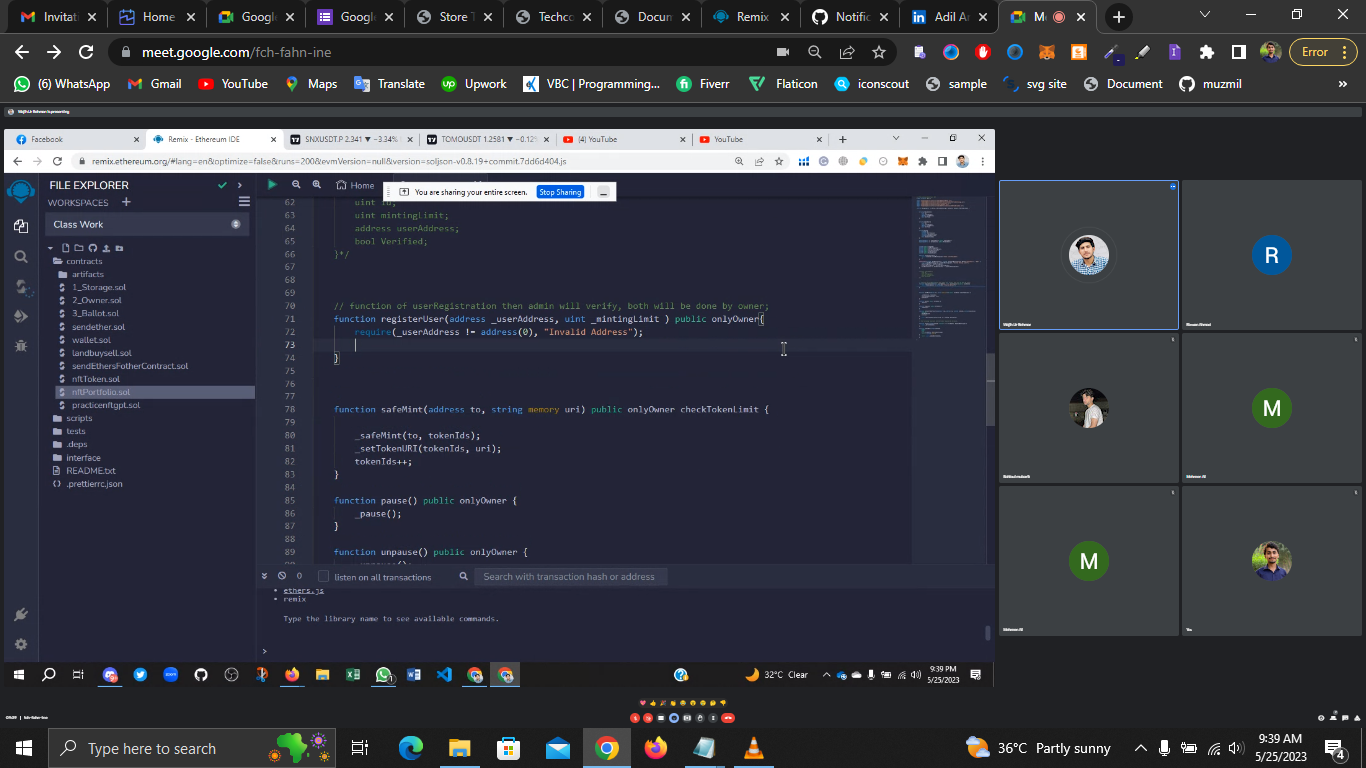 Invitati
Home
Google
Google
Store T
Techco
Docum
Remix
Notific
Adil Ar
M
meet.google.com/fch-fahn-ine
Error
(6) WhatsApp
Gmail
YouTube
Maps
Translate
Upwork
VBC | Programming...
Fiverr
Flaticon
iconscout
sample
svg site
Document
muzmil
»
Facebook
Remix - Ethereum IDE
SNXUSDT.P 2.341 ▼ −3.34%
TOMOUSDT 1.2581 ▼ −0.12%
(4) YouTube
YouTube
remix.ethereum.org/#lang=en&optimize=false&runs=200&evmVersion=null&version=soljson-v0.8.19+commit.7dd6d404.js
FILE EXPLORER
Home
You are sharing your entire screen.
Stop Sharing
WORKSPACES
Class Work
contracts
artifacts
1_Storage.sol
2_Owner.sol
3_Ballot.sol
sendether.sol
wallet.sol
landbuysell.sol
sendEthersFotherContract.sol
nftToken.sol
nftPortfolio.sol
practicenftgpt.sol
scripts
tests
.deps
interface
README.txt
.prettierrc.json
62 uint id;
63 uint mintingLimit;
64 address userAddress;
65 bool Verified;
66 }*/
67
68
69
70 // function of userRegistration then admin will verify, both will be done by owner;
71 function registerUser(address _userAddress, uint _mintingLimit ) public onlyOwner{
72 require(_userAddress != address(0), "Invalid Address");
73
74 }
75
76
77
78 function safeMint(address to, string memory uri) public onlyOwner checkTokenLimit {
79
80 _safeMint(to, tokenIds);
81 _setTokenURI(tokenIds, uri);
82 tokenIds++;
83 }
84
85 function pause() public onlyOwner {
86 _pause();
87 }
88
89 function unpause() public onlyOwner {
0
listen on all transactions
Search with transaction hash or address
• ethers.js
• remix
Type the library name to see available commands.
>
R
M
M
You
32°C Clear
9:39 PM
5/25/2023
fch-fahn-ine
Type here to search
36°C Partly sunny
9:39 AM
5/25/2023
4